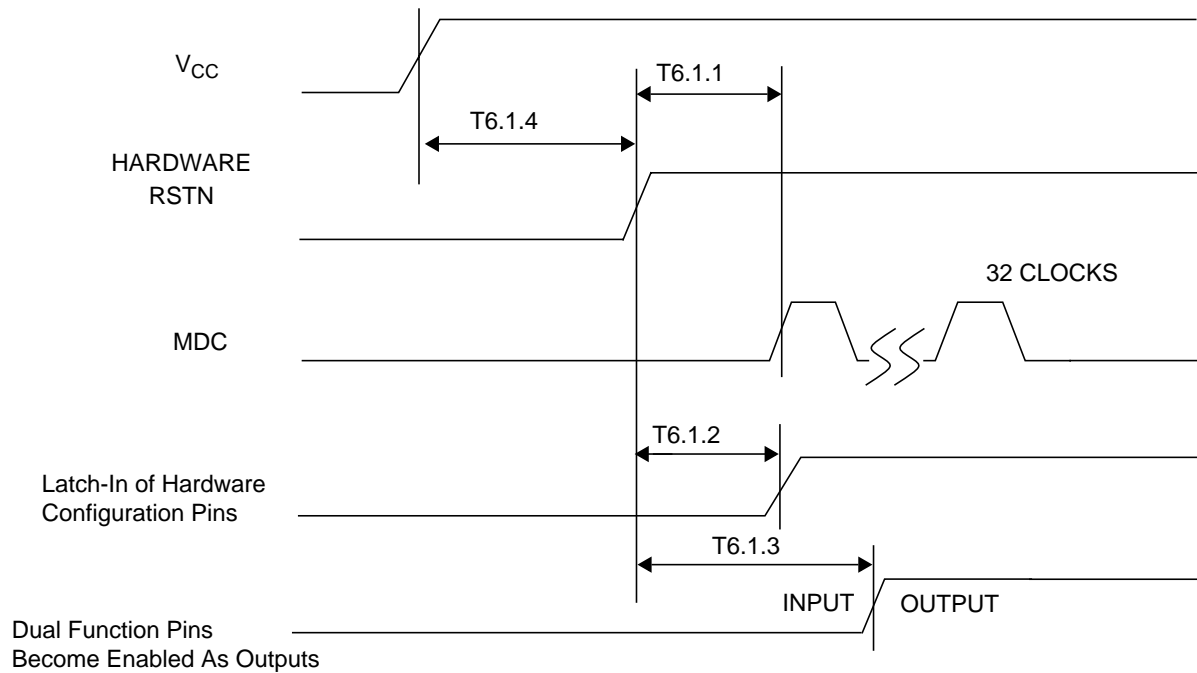 T6.1.1
VCC
T6.1.4
HARDWARE
RSTN
32 CLOCKS
MDC
T6.1.2
Latch-In of Hardware
Configuration Pins
T6.1.3
INPUT OUTPUT
Dual Function Pins
Become Enabled As Outputs